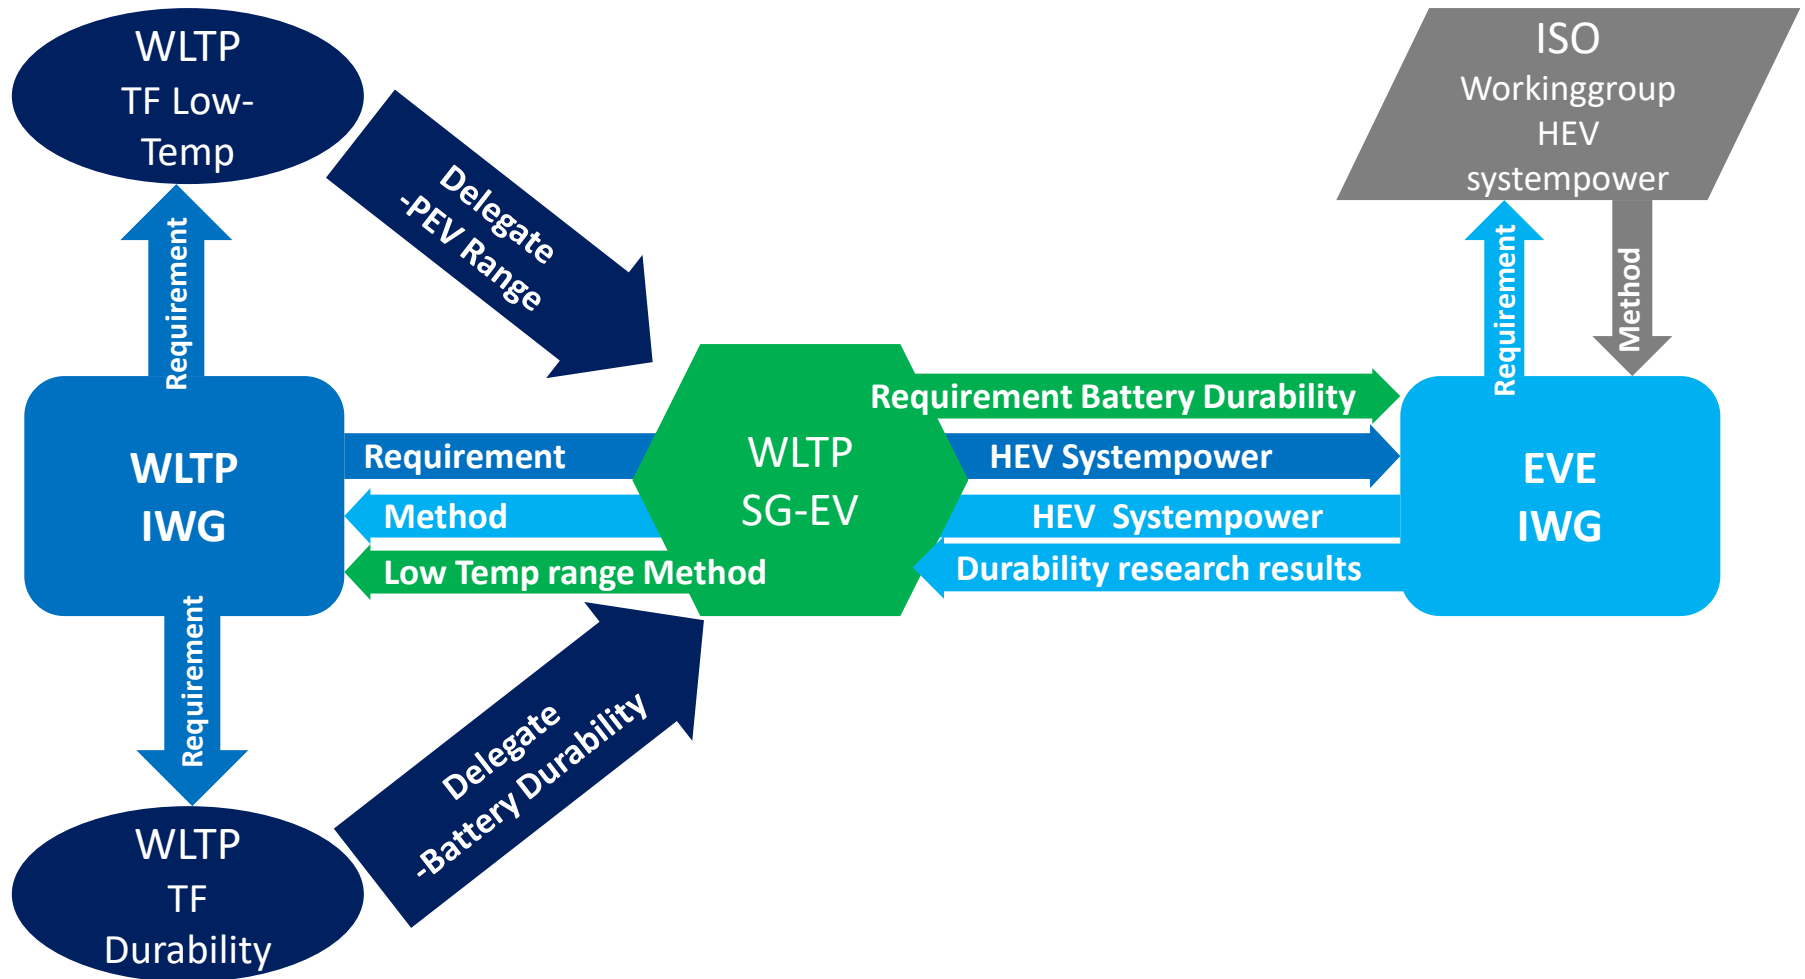 WLTP
TF Low-
Temp
ISO
Workinggroup
HEV
systempower
Delegate
-PEV Range
Requirement
Requirement
Method
Requirement Battery Durability
WLTP
IWG
Requirement
Method
Low Temp range Method
WLTP
SG-EV
HEV Systempower
HEV  Systempower
Durability research results
EVE
IWG
Requirement
Delegate
-Battery Durability
WLTP
TF
Durability